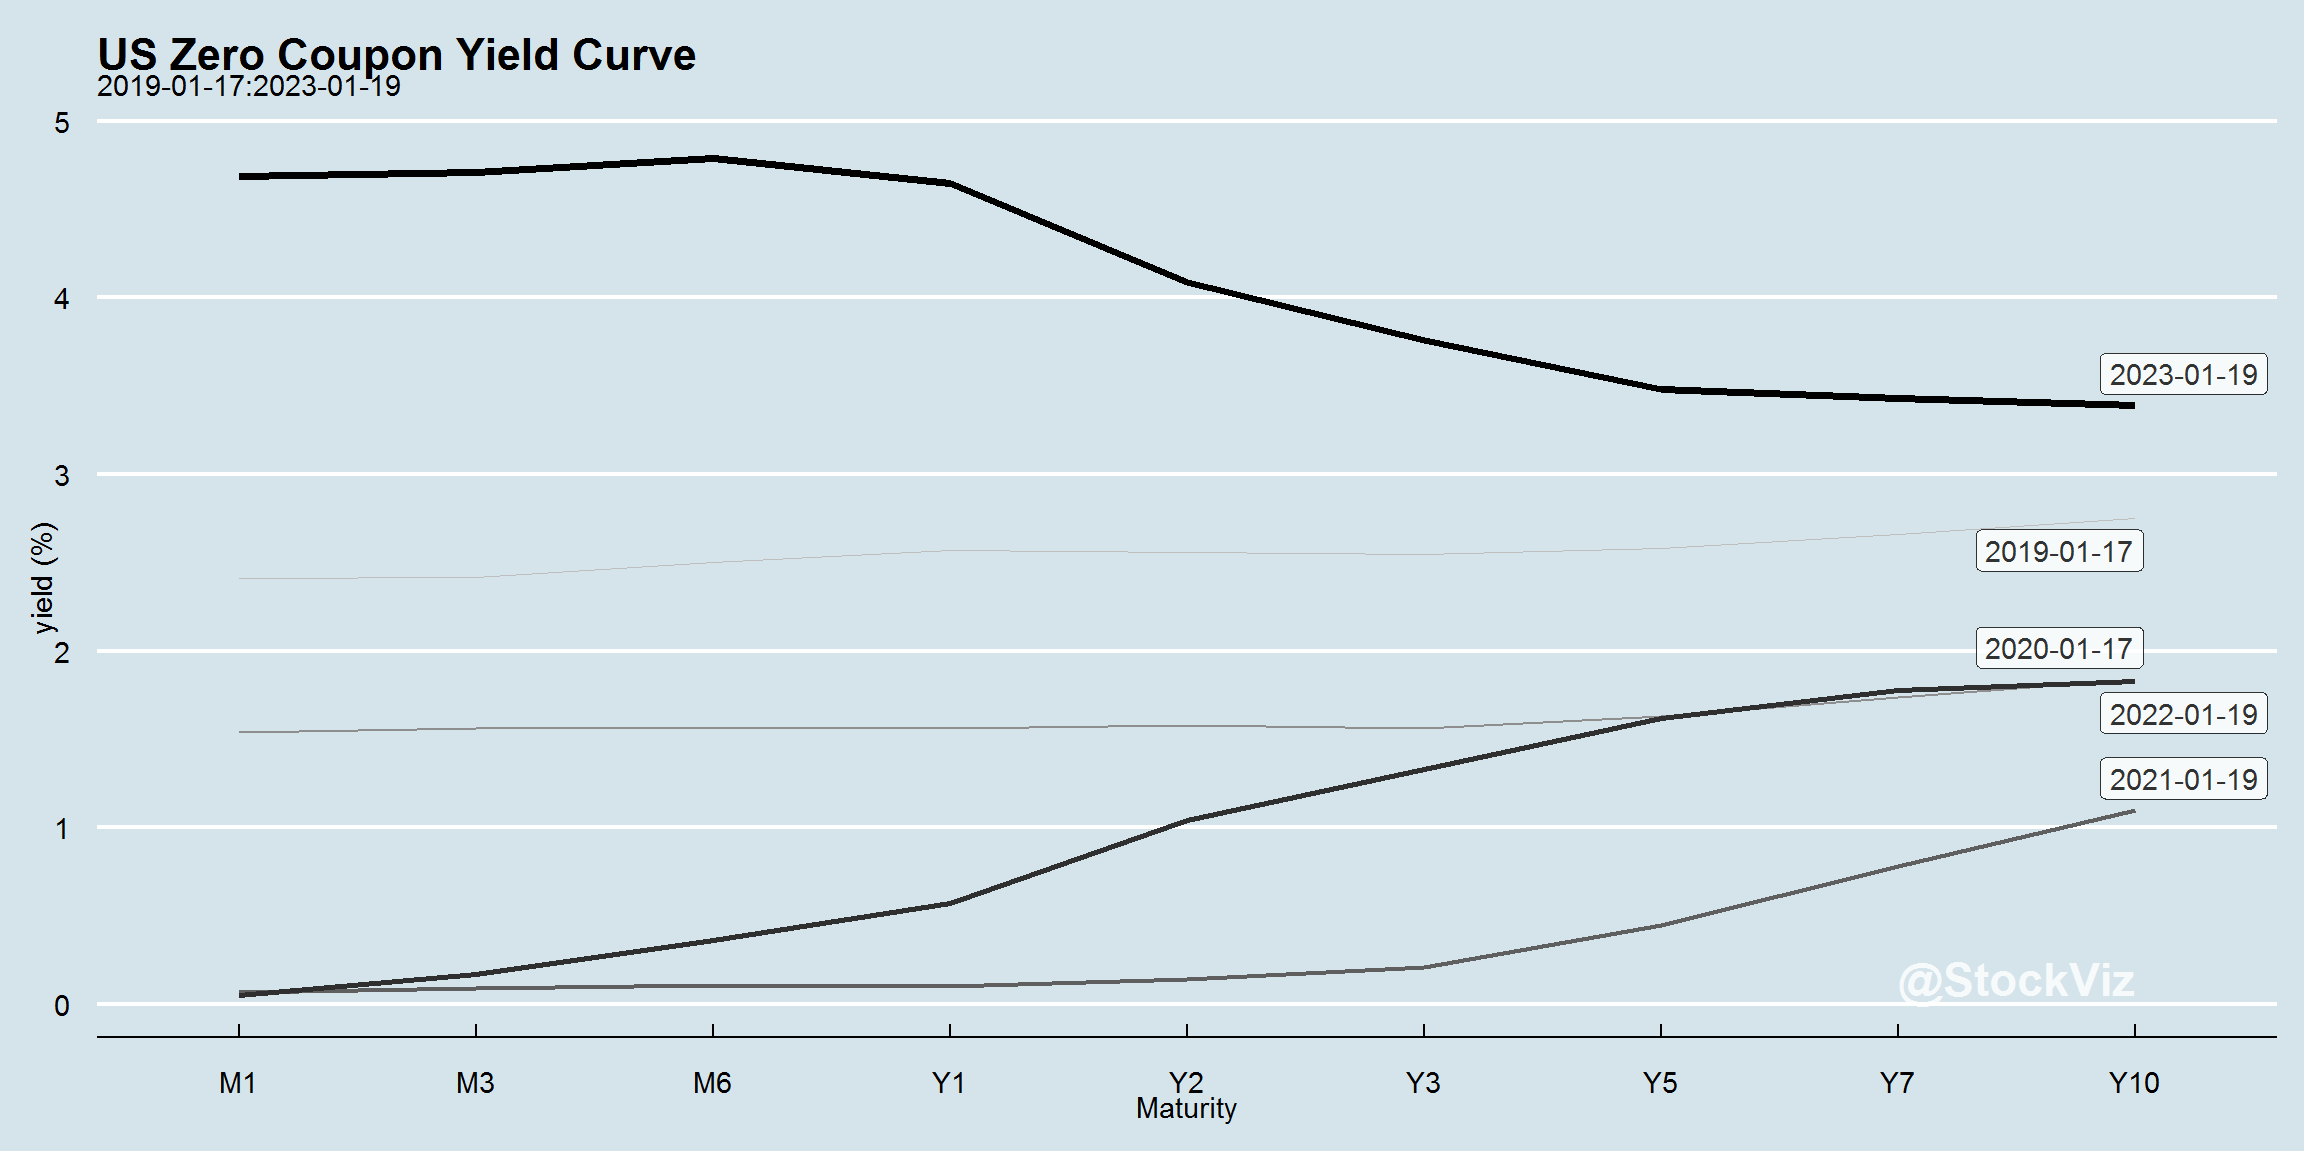 US Zero Coupon Yield Curve
2019-01-17:2023-01-19
5
4
3
2
1
0
yield (%)
2023-01-19
2019-01-17
2020-01-17
2022-01-19
2021-01-19
@StockViz
M1 M3 M6 Y1 Y2 Y3 Y5 Y7 Y10
Maturity